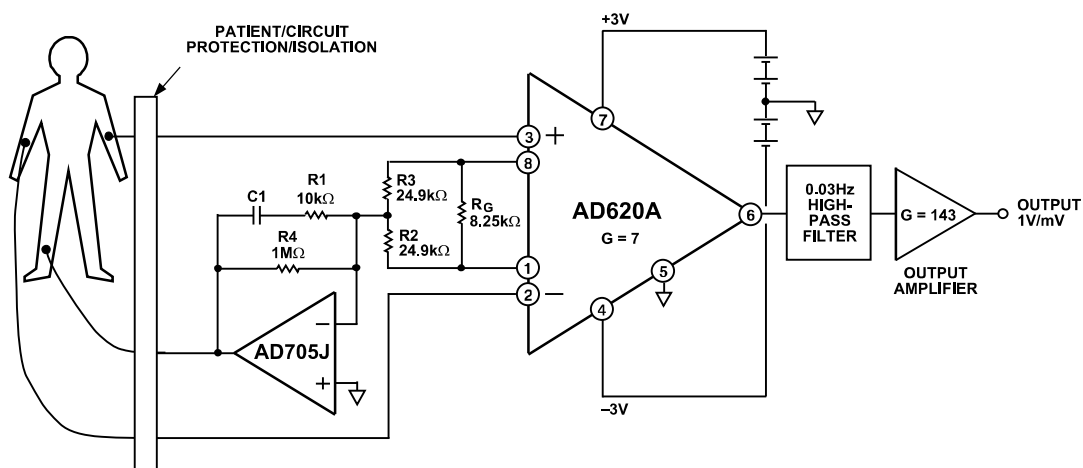 PATIENT/CIRCUIT
PROTECTION/ISOLATION
+3V
3
+
8
7
R1
10kΩ
C1
R3
24.9kΩ
RG
8.25kΩ
AD620A
G = 7
6
0.03Hz
HIGH-
PASS
FILTER
G = 143
OUTPUT
1V/mV
R4
1MΩ
R2
24.9kΩ
1
2
–
5
4
OUTPUT
AMPLIFIER
AD705J
–
+
–3V